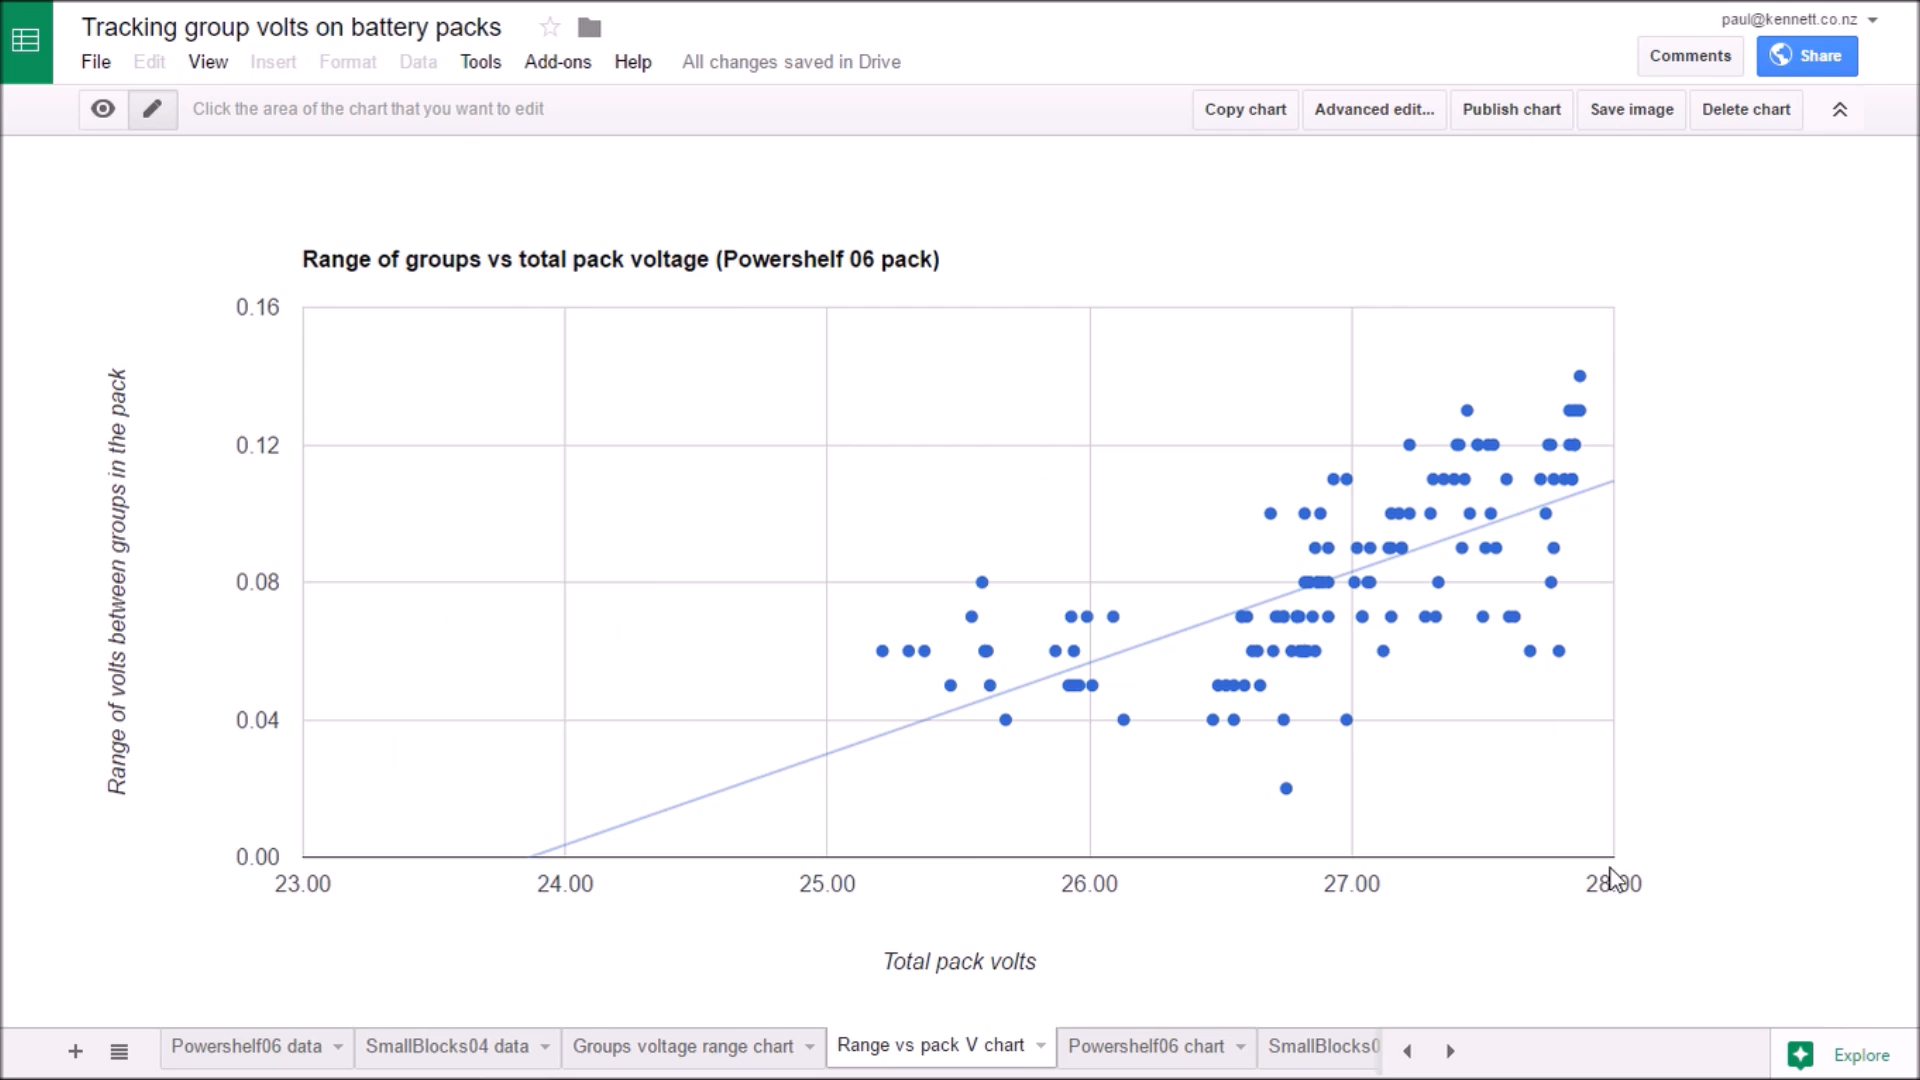 Tracking group volts on battery packs
paul@kennett.co.nz
File Edit View Insert Format Data Tools Add-ons Help All changes saved in Drive
Comments Share
Click the area of the chart that you want to edit
Copy chart Advanced edit... Publish chart Save image Delete chart
Range of groups vs total pack voltage (Powershelf 06 pack)
Range of volts between groups in the pack
0.16
0.12
0.08
0.04
0.00
23.00 24.00 25.00 26.00 27.00
Total pack volts
Powershelf06 data SmallBlocks04 data Groups voltage range chart Range vs pack V chart Powershelf06 chart SmallBlocks0
Explore